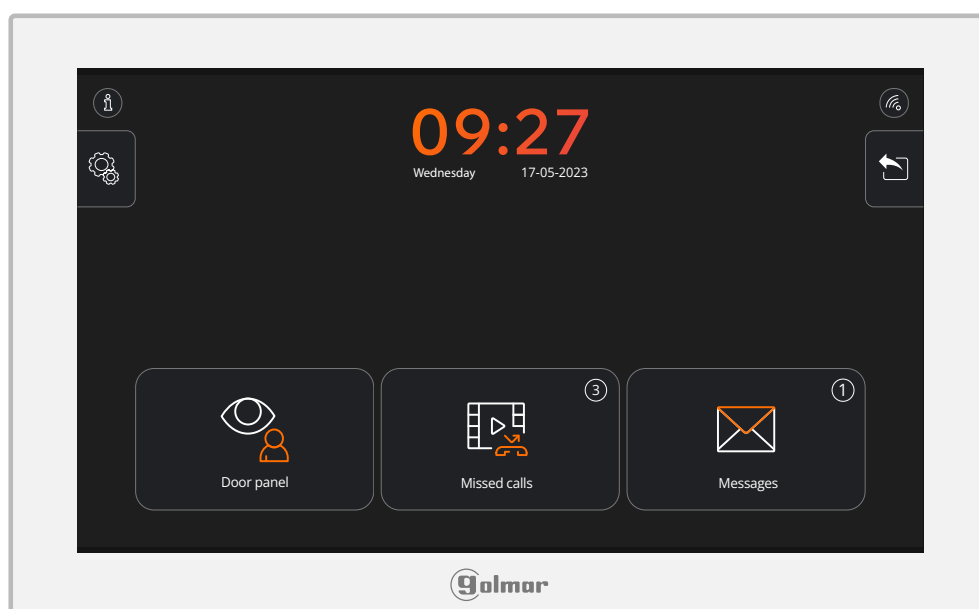 09:27
Wednesday 17-05-2023
3
1
Door panel
Missed calls
Messages
golmar